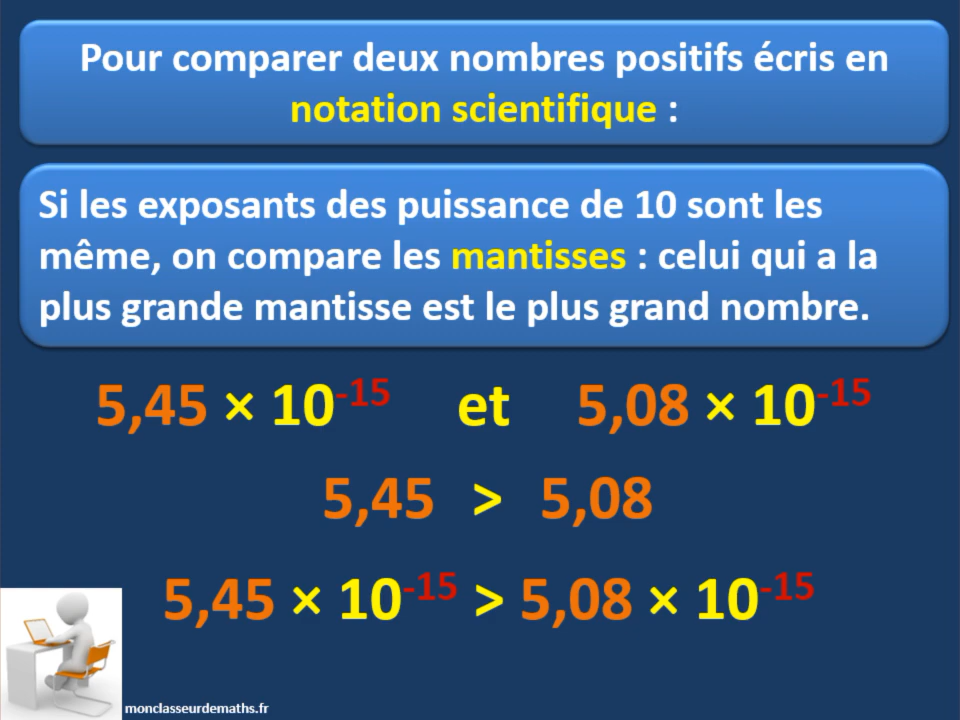 Pour comparer deux nombres positifs écris en
notation scientifique :
Si les exposants des puissance de 10 sont les
même, on compare les mantisses : celui qui a la
plus grande mantisse est le plus grand nombre.
5,45 × 10⁻¹⁵ et 5,08 × 10⁻¹⁵
5,45 > 5,08
5,45 × 10⁻¹⁵ > 5,08 × 10⁻¹⁵
monclasseurdemaths.fr